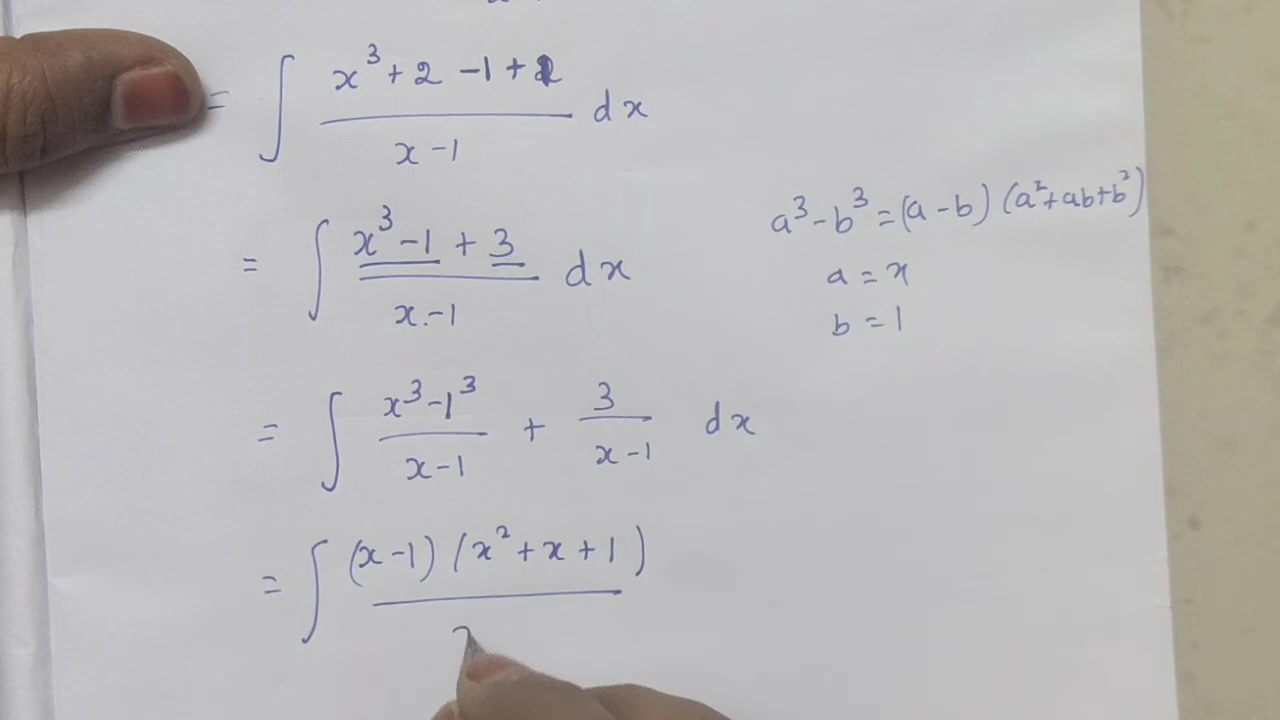 = ∫ (x³ + 2 - 1 + 1)/(x - 1) dx
= ∫ (x³ - 1 + 3)/(x - 1) dx
= ∫ (x³ - 1³)/(x - 1) + 3/(x - 1) dx
= ∫ (x - 1) (x² + x + 1)/
a³ - b³ = (a - b) (a² + ab + b²)
a = x
b = 1